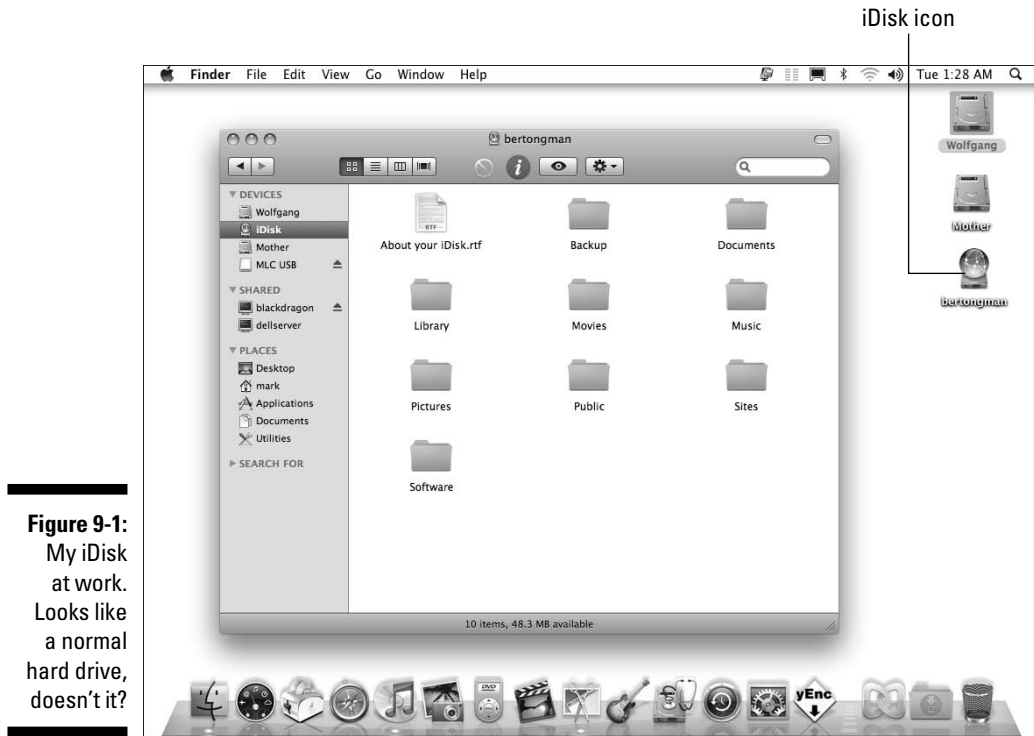 iDisk icon
Finder File Edit View Go Window Help Tue 1:28 AM
bertongman
Wolfgang
Mother
bertongman
DEVICES
Wolfgang
iDisk
Mother
MLC USB
SHARED
blackdragon
dellserver
PLACES
Desktop
mark
Applications
Documents
Utilities
SEARCH FOR
RTF
About your iDisk.rtf Backup Documents
Library Movies Music
Pictures Public Sites
Software
10 items, 48.3 MB available
yEnc
Figure 9-1:
My iDisk
at work.
Looks like
a normal
hard drive,
doesn't it?